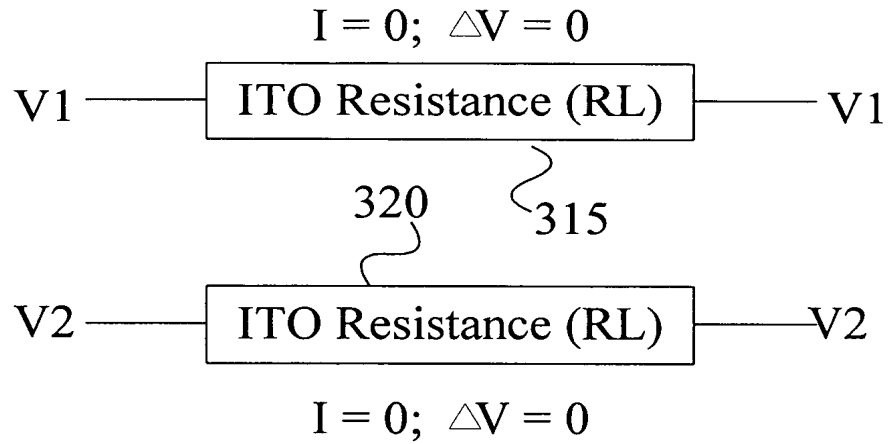 I = 0; △V = 0
V1 ITO Resistance (RL) V1
320 315
V2 ITO Resistance (RL) V2
I = 0; △V = 0